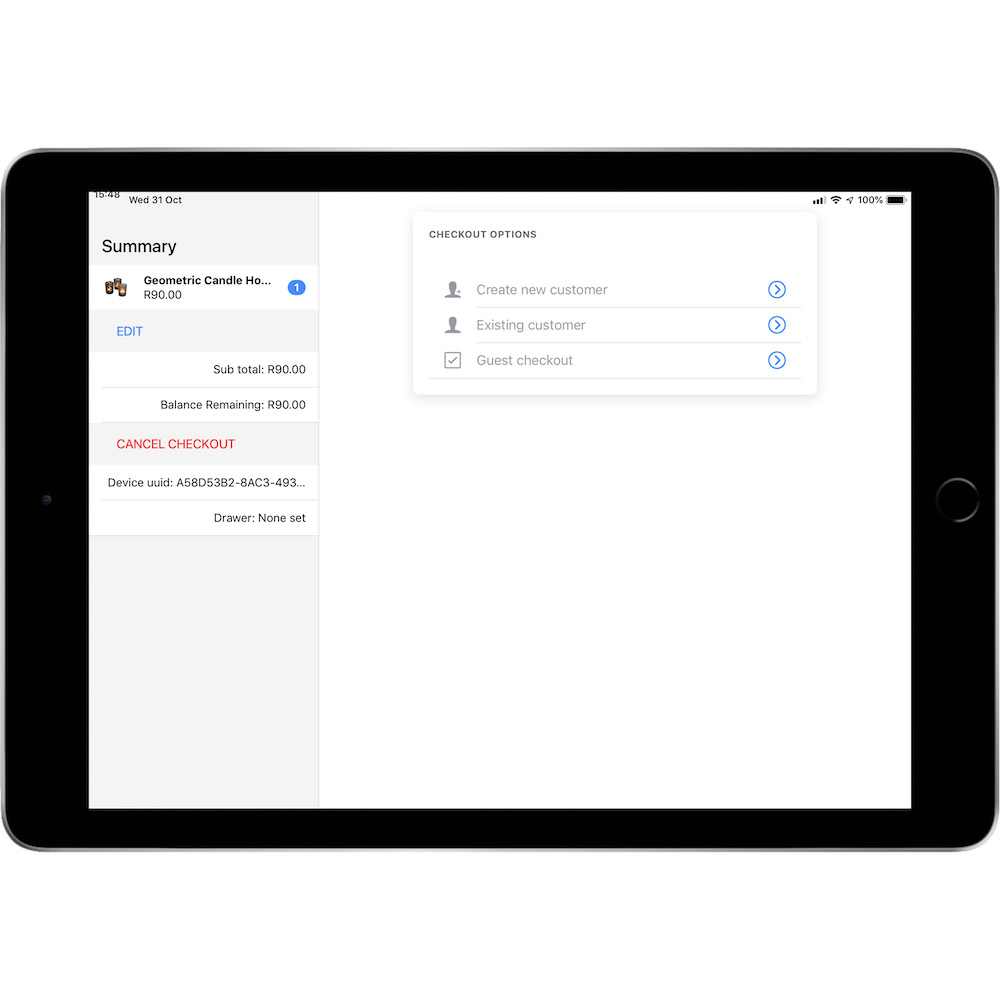 15:48
Wed 31 Oct
100%
Summary
Geometric Candle Ho...
R90.00
1
EDIT
Sub total: R90.00
Balance Remaining: R90.00
CANCEL CHECKOUT
Device uuid: A58D53B2-8AC3-493...
Drawer: None set
CHECKOUT OPTIONS
Create new customer
Existing customer
Guest checkout